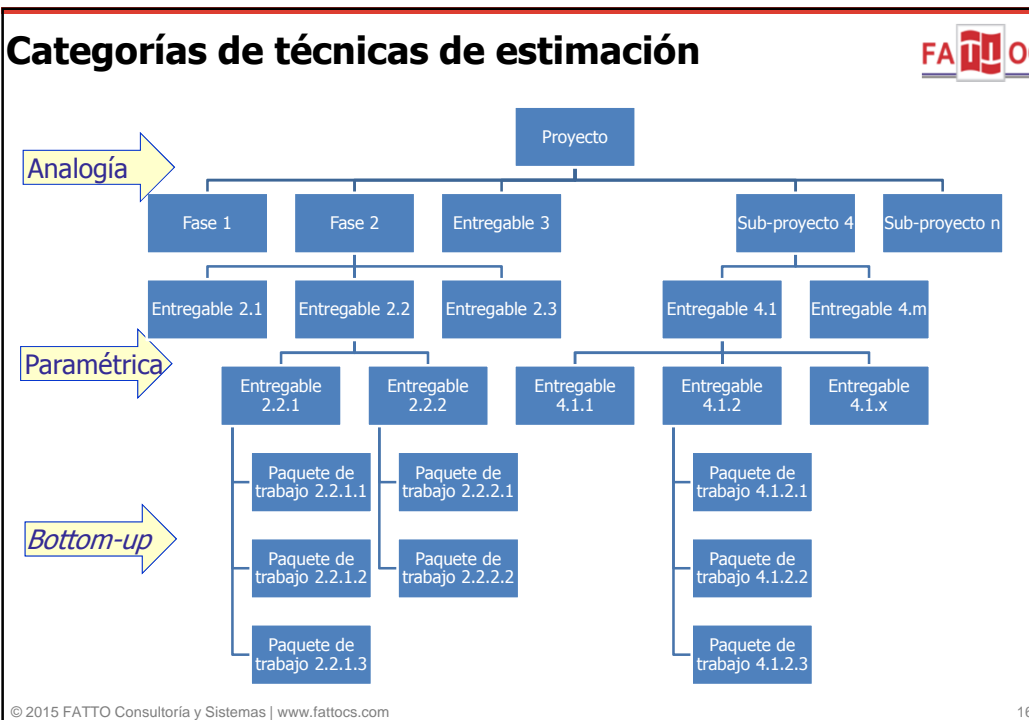 Categorías de técnicas de estimación
FATTO
Proyecto
Analogía
Fase 1
Fase 2
Entregable 3
Sub-proyecto 4
Sub-proyecto n
Entregable 2.1
Entregable 2.2
Entregable 2.3
Entregable 4.1
Entregable 4.m
Paramétrica
Entregable
2.2.1
Entregable
2.2.2
Entregable
4.1.1
Entregable
4.1.2
Entregable
4.1.x
Paquete de
trabajo 2.2.1.1
Paquete de
trabajo 2.2.2.1
Paquete de
trabajo 4.1.2.1
Bottom-up
Paquete de
trabajo 2.2.1.2
Paquete de
trabajo 2.2.2.2
Paquete de
trabajo 4.1.2.2
Paquete de
trabajo 2.2.1.3
Paquete de
trabajo 4.1.2.3
© 2015 FATTO Consultoría y Sistemas | www.fattocs.com
16